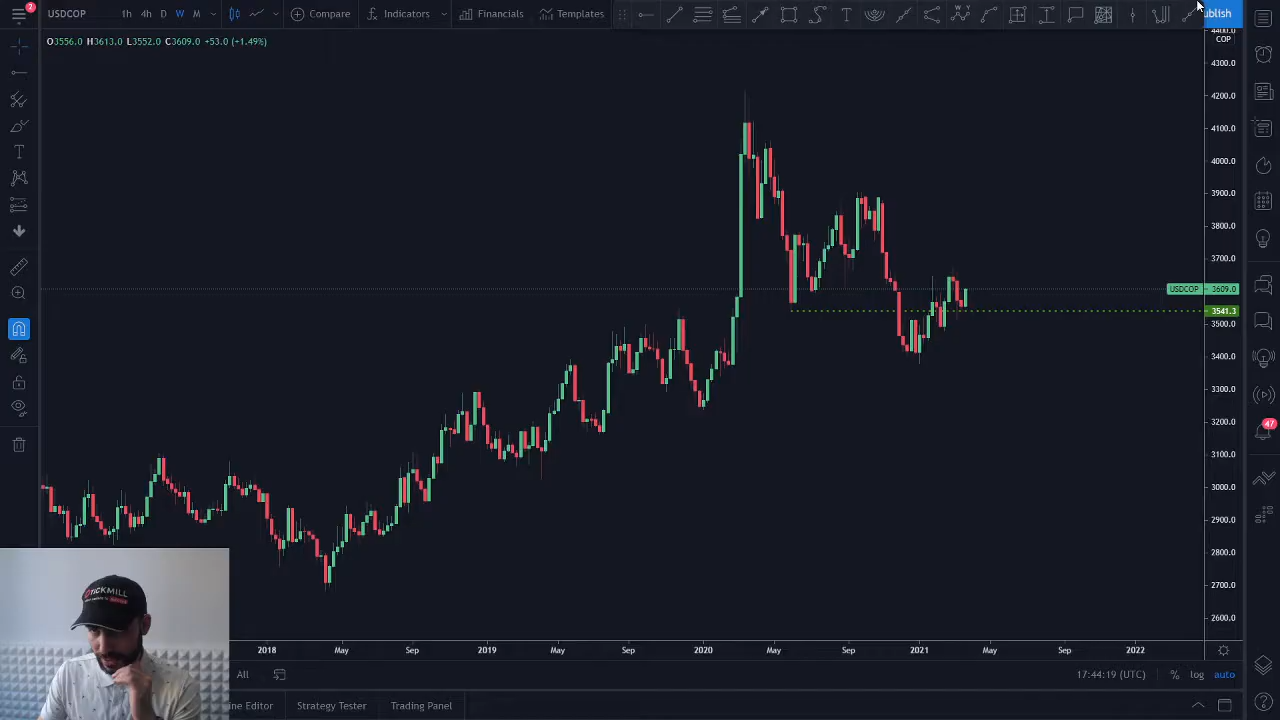 2
USDCOP
1h
4h
D
W
M
Compare
Indicators
Financials
Templates
ublish
O3556.0 H3613.0 L3552.0 C3609.0 +53.0 (+1.49%)
COP
4400.0
4300.0
4200.0
4100.0
4000.0
3900.0
3800.0
3700.0
USDCOP 3609.0
3541.3
3500.0
3400.0
3300.0
3200.0
3100.0
3000.0
2900.0
2800.0
2700.0
2600.0
47
TICKMILL
2018
May
Sep
2019
May
Sep
2020
May
Sep
2021
May
Sep
2022
All
17:44:19 (UTC)
%
log
auto
ine Editor
Strategy Tester
Trading Panel